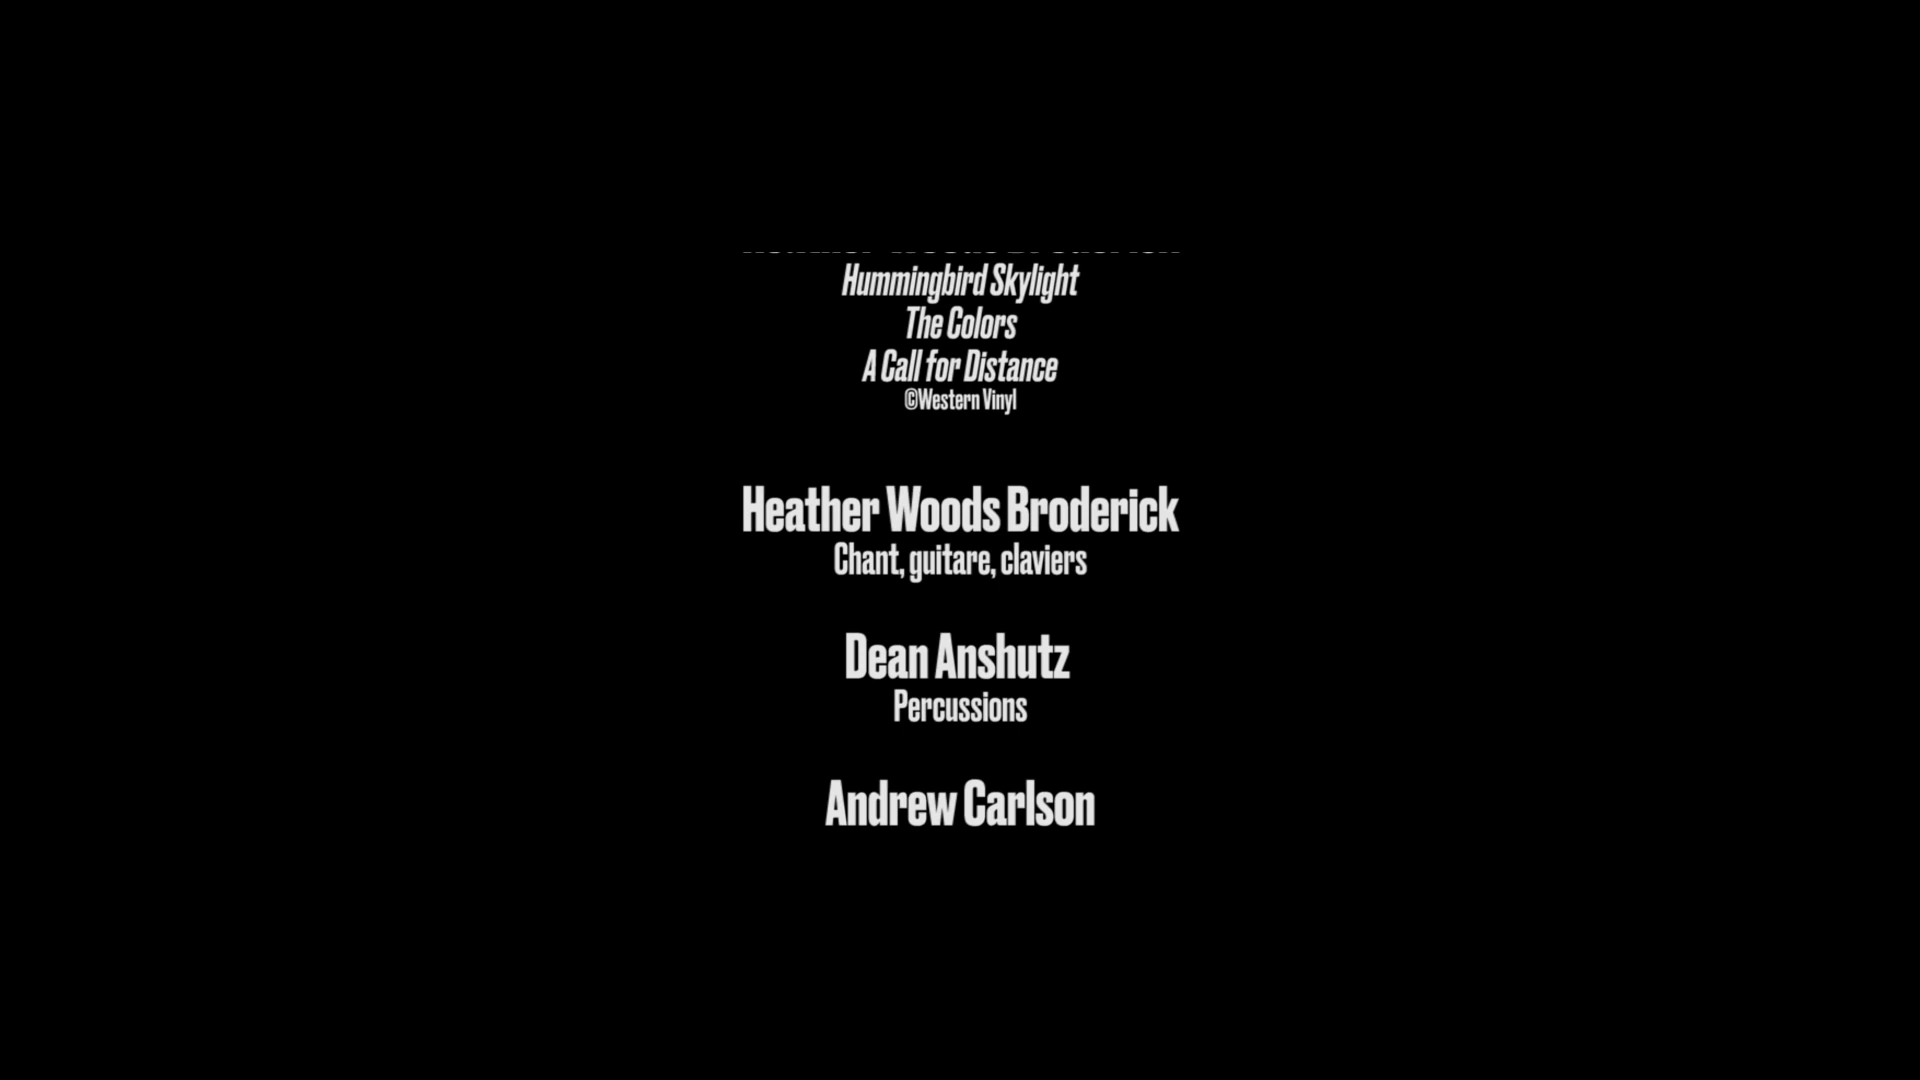 Hummingbird Skylight
The Colors
A Call for Distance
©Western Vinyl
Heather Woods Broderick
Chant, guitare, claviers
Dean Anshutz
Percussions
Andrew Carlson